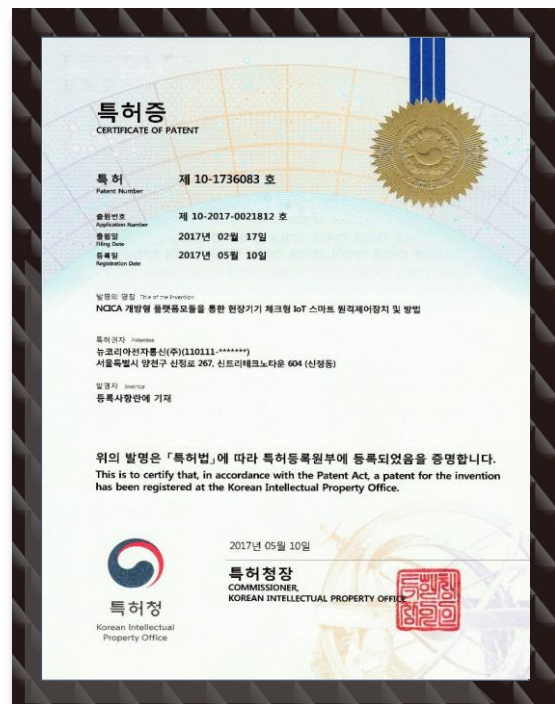 특허증
CERTIFICATE OF PATENT
특 허 제 10-1736083 호
Patent Number
출원번호 제 10-2017-0021812 호
Application Number
출원일 2017년 02월 17일
Filing Date
등록일 2017년 05월 10일
Registration Date
발명의 명칭 Title of the Invention
NCICA 개방형 플랫폼모듈을 통한 현장기기 체크형 IoT 스마트 원격제어장치 및 방법
특허권자 Patentee
뉴코리아전자통신(주)(110111-*******)
서울특별시 양천구 신정로 267, 신트리테크노타운 604 (신정동)
발명자 Inventor
등록사항란에 기재
위의 발명은 「특허법」에 따라 특허등록원부에 등록되었음을 증명합니다.
This is to certify that, in accordance with the Patent Act, a patent for the invention
has been registered at the Korean Intellectual Property Office.
2017년 05월 10일
특허청장
COMMISSIONER,
KOREAN INTELLECTUAL PROPERTY OFFICE
특허청
Korean Intellectual
Property Office